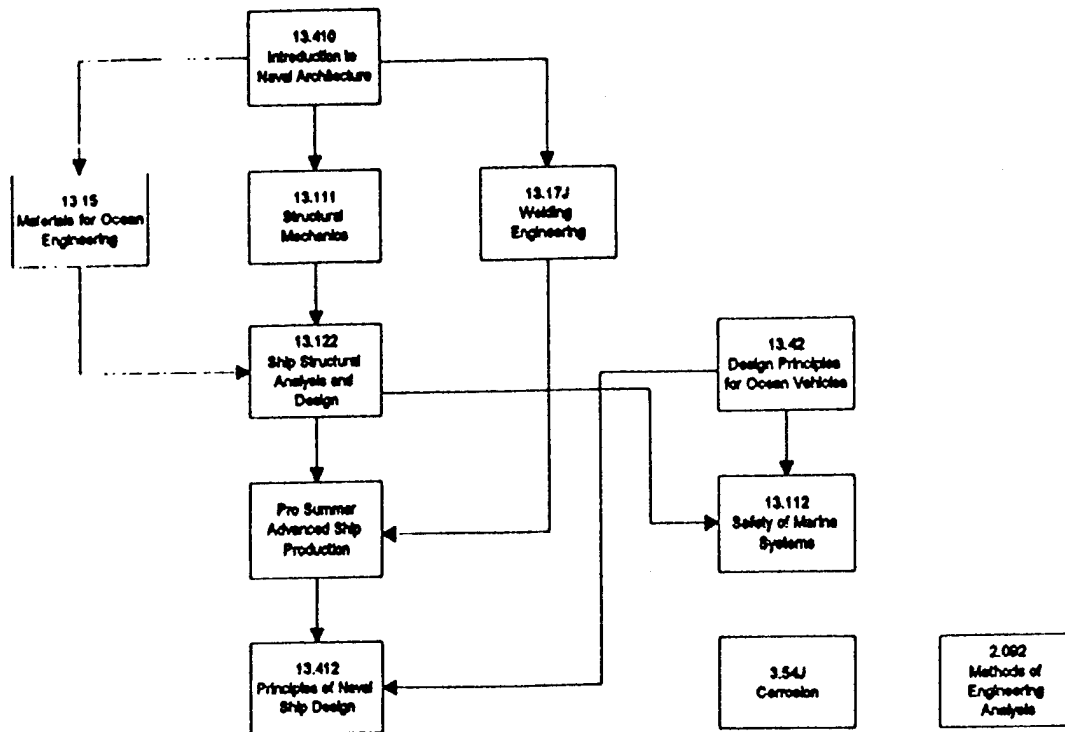 13.410
Introduction to
Naval Architecture
13.15
Materials for Ocean
Engineering
13.111
Structural
Mechanics
13.17J
Welding
Engineering
13.122
Ship Structural
Analysis and
Design
13.42
Design Principles
for Ocean Vehicles
Pro Summer
Advanced Ship
Production
13.112
Safety of Marine
Systems
13.412
Principles of Naval
Ship Design
3.54J
Corrosion
2.092
Methods of
Engineering
Analysis